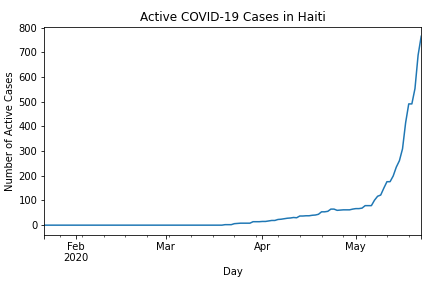 Active COVID-19 Cases in Haiti
Number of Active Cases
800
700
600
500
400
300
200
100
0
Feb
2020
Mar
Apr
May
Day